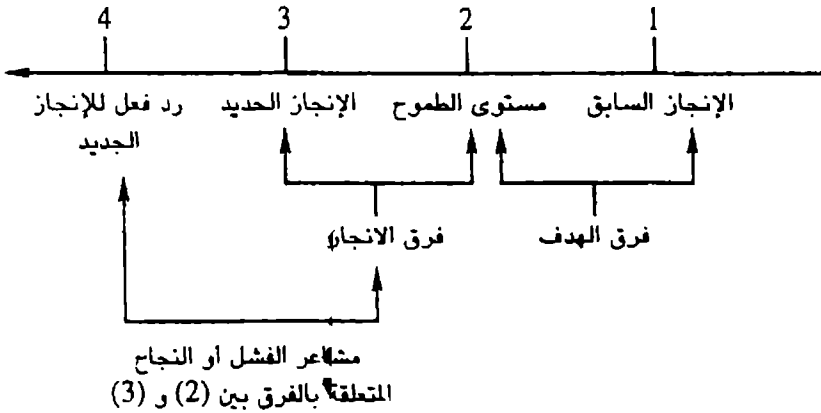 1 2 3 4
الإنجاز السابق مستوى الطموح الإنجاز الحديد رد فعل للإنجاز
الجديد
فرق الهدف فرق الانجاز
مشاعر الفشل أو النجاح
المتعلقة بالفرق بين (2) و (3)